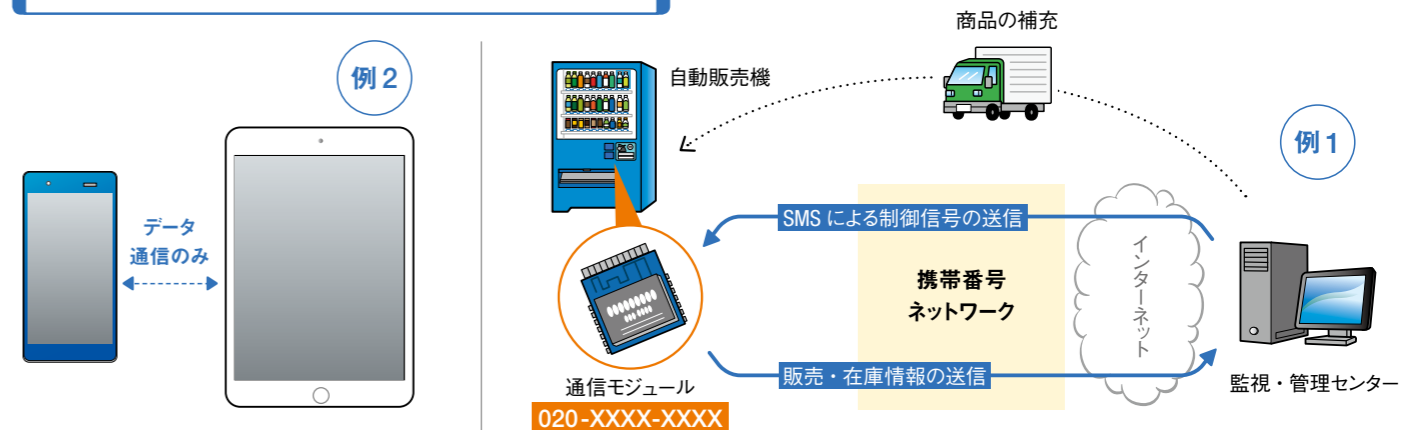 例2
データ
通信のみ
商品の補充
自動販売機
例1
SMSによる制御信号の送信
携帯番号
ネットワーク
インターネット
販売・在庫情報の送信
通信モジュール
020-XXXX-XXXX
監視・管理センター